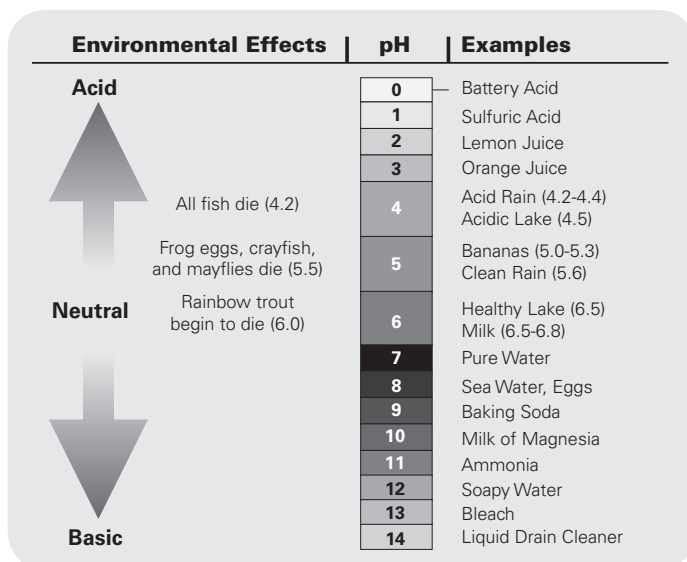 Environmental Effects | pH | Examples
Acid
0 Battery Acid
1 Sulfuric Acid
2 Lemon Juice
3 Orange Juice
All fish die (4.2)
4 Acid Rain (4.2-4.4)
Acidic Lake (4.5)
Frog eggs, crayfish,
and mayflies die (5.5)
5 Bananas (5.0-5.3)
Clean Rain (5.6)
Neutral
Rainbow trout
begin to die (6.0)
6 Healthy Lake (6.5)
Milk (6.5-6.8)
7 Pure Water
8 Sea Water, Eggs
9 Baking Soda
10 Milk of Magnesia
11 Ammonia
12 Soapy Water
13 Bleach
Basic
14 Liquid Drain Cleaner